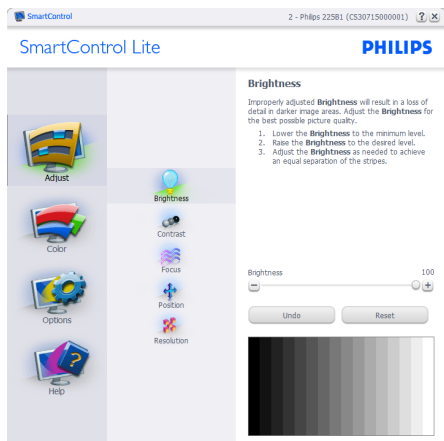 SmartControl
2 - Philips 225B1 (CS30715000001)
? X
SmartControl Lite
PHILIPS
Adjust
Color
Options
Help
Brightness
Contrast
Focus
Position
Resolution
Brightness
Improperly adjusted Brightness will result in a loss of
detail in darker image areas. Adjust the Brightness for
the best possible picture quality.
1. Lower the Brightness to the minimum level.
2. Raise the Brightness to the desired level.
3. Adjust the Brightness as needed to achieve
an equal separation of the stripes.
Brightness 100
Undo Reset